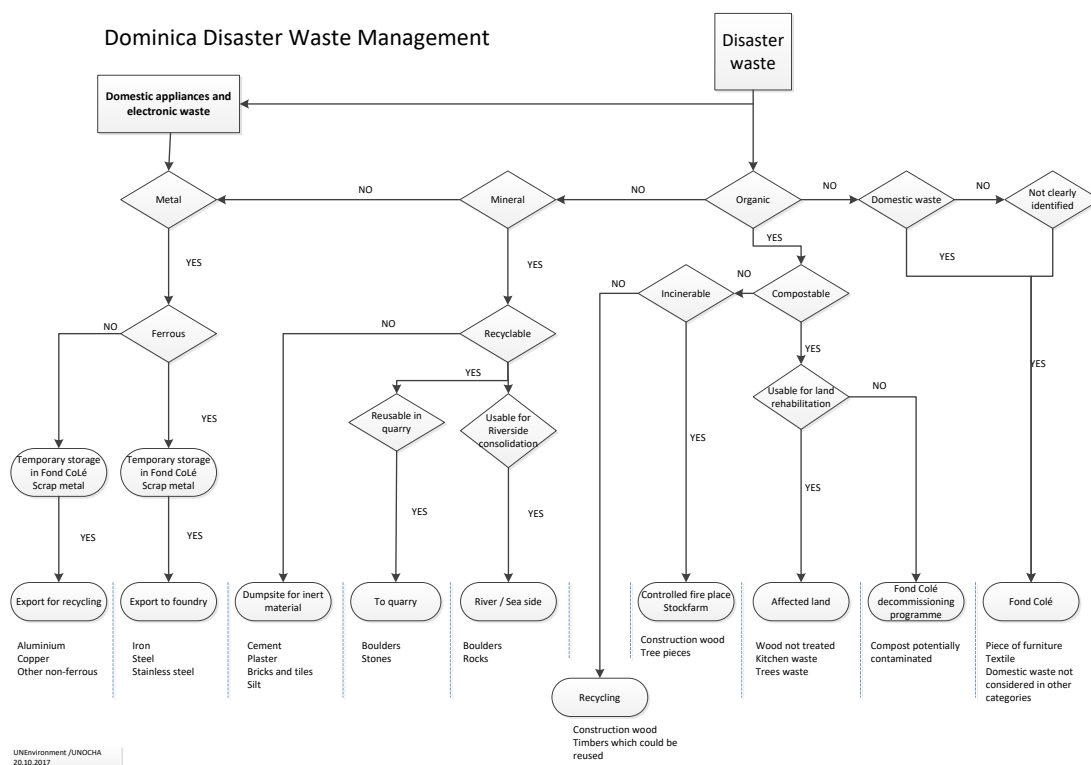 Dominica Disaster Waste Management
Disaster
waste
Domestic appliances and
electronic waste
Metal
NO
Mineral
NO
Organic
NO
Domestic waste
NO
Not clearly
identified
YES
YES
YES
YES
Ferrous
NO
Recyclable
NO
Incinerable
NO
Compostable
NO
YES
YES
YES
Reusable in
quarry
Usable for
Riverside
consolidation
Usable for land
rehabilitation
NO
YES
YES
Temporary storage
in Fond CoLé
Scrap metal
Temporary storage
in Fond CoLé
Scrap metal
YES
YES
YES
YES
YES
Export for recycling
Export to foundry
Dumpsite for inert
material
To quarry
River / Sea side
Controlled fire place
Stockfarm
Affected land
Fond Colé
decommissioning
programme
Fond Colé
Aluminium
Copper
Other non-ferrous
Iron
Steel
Stainless steel
Cement
Plaster
Bricks and tiles
Silt
Boulders
Stones
Boulders
Rocks
Construction wood
Tree pieces
Wood not treated
Kitchen waste
Trees waste
Compost potentially
contaminated
Piece of furniture
Textile
Domestic waste not
considered in other
categories
Recycling
Construction wood
Timbers which could be
reused
UNEnvironment /UNOCHA
20.10.2017